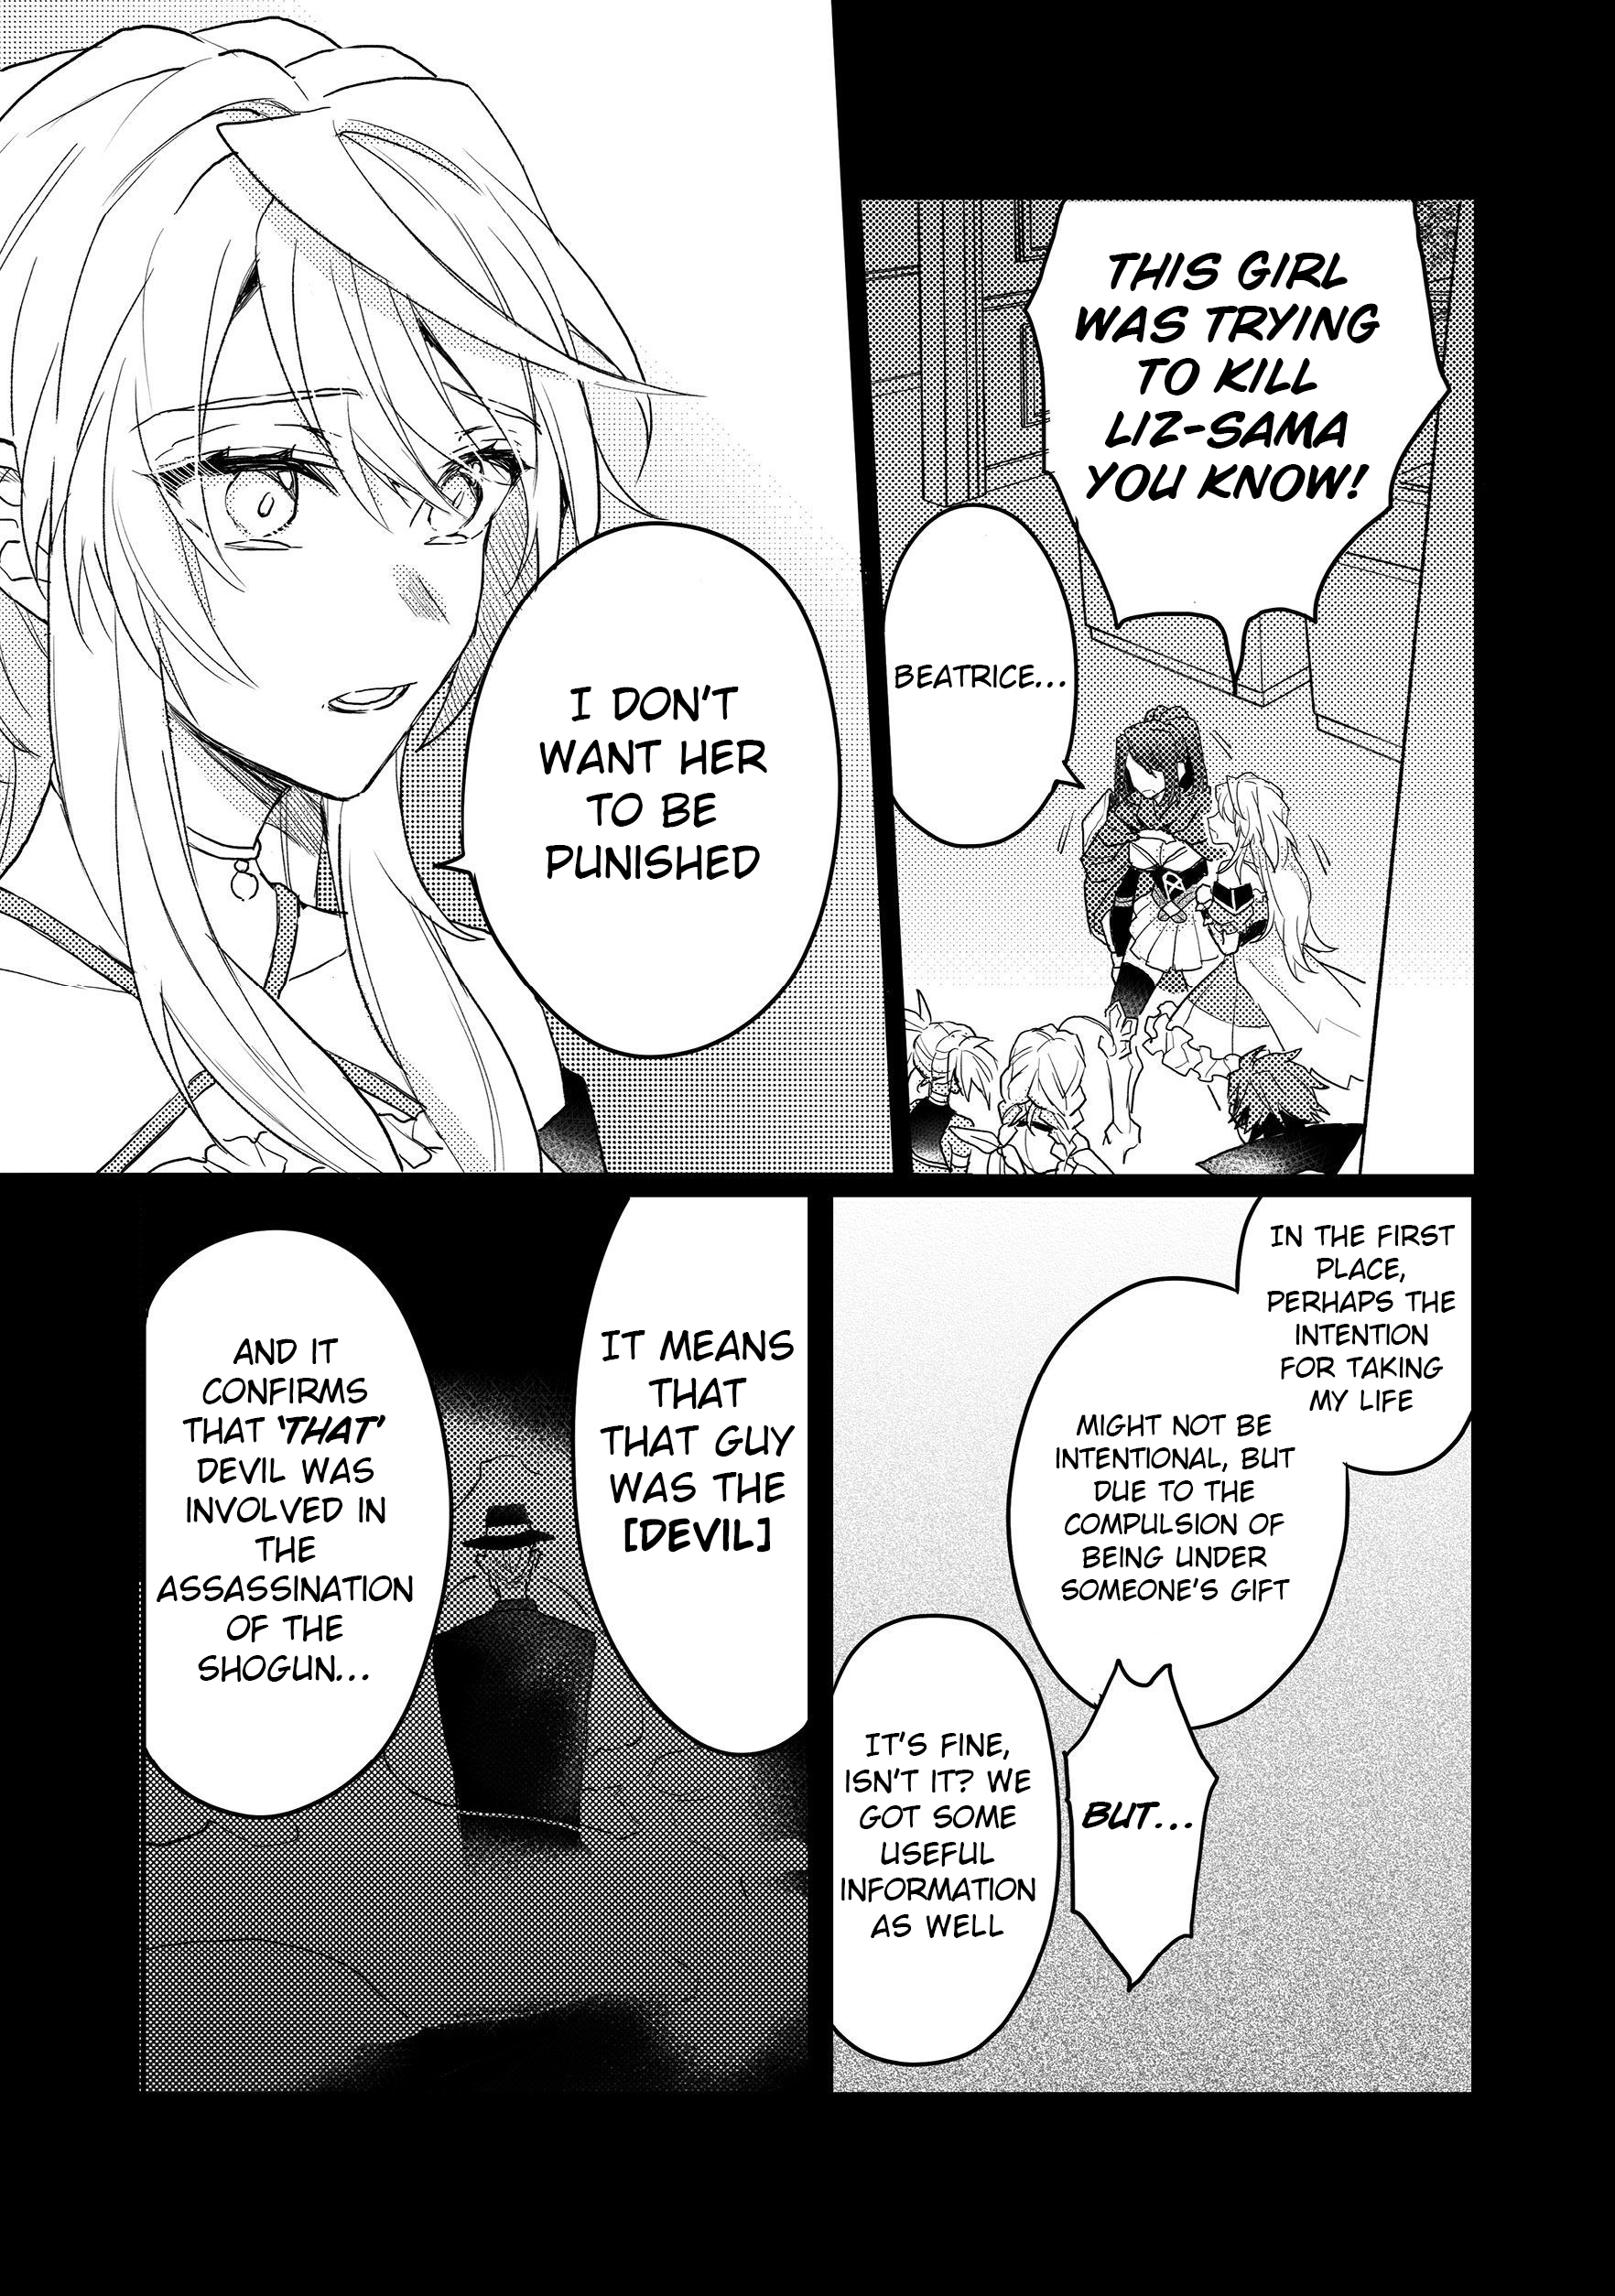 THIS GIRL
WAS TRYING
TO KILL
LIZ-SAMA
YOU KNOW!
BEATRICE...
I DON'T
WANT HER
TO BE
PUNISHED
IN THE FIRST
PLACE,
PERHAPS THE
INTENTION
FOR TAKING
MY LIFE
MIGHT NOT BE
INTENTIONAL, BUT
DUE TO THE
COMPULSION OF
BEING UNDER
SOMEONE'S GIFT
BUT...
IT'S FINE,
ISN'T IT? WE
GOT SOME
USEFUL
INFORMATION
AS WELL
IT MEANS
THAT
THAT GUY
WAS THE
[DEVIL]
AND IT
CONFIRMS
THAT 'THAT'
DEVIL WAS
INVOLVED IN
THE
ASSASSINATION
OF THE
SHOGUN...